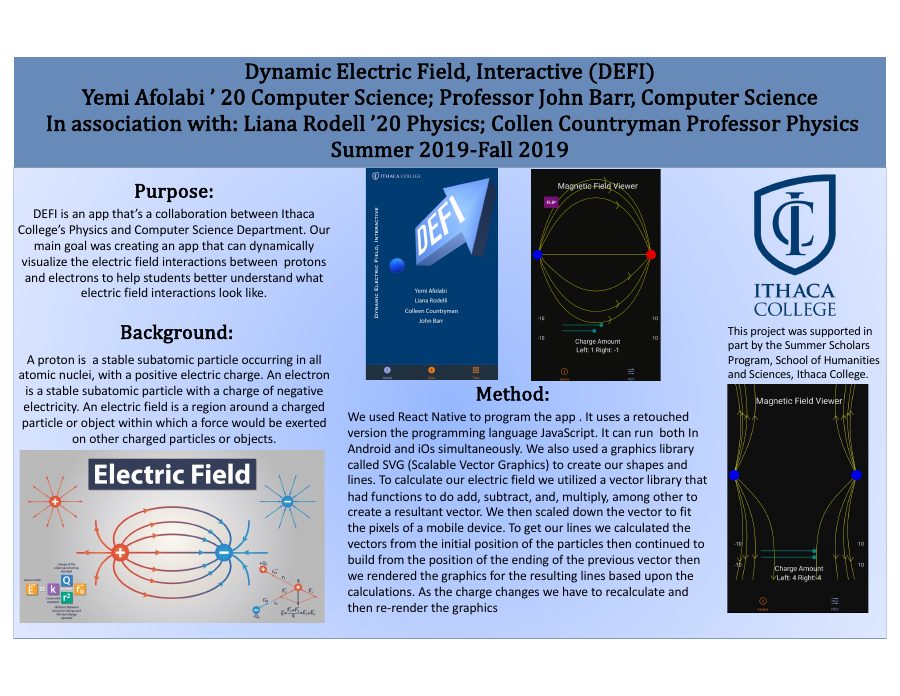 Dynamic Electric Field, Interactive (DEFI)
Yemi Afolabi ’ 20 Computer Science; Professor John Barr, Computer Science
In association with: Liana Rodell ’20 Physics; Collen Countryman Professor Physics
Summer 2019-Fall 2019
Purpose:
DEFI is an app that’s a collaboration between Ithaca
College’s Physics and Computer Science Department. Our
main goal was creating an app that can dynamically
visualize the electric field interactions between protons
and electrons to help students better understand what
electric field interactions look like.
Background:
A proton is a stable subatomic particle occurring in all
atomic nuclei, with a positive electric charge. An electron
is a stable subatomic particle with a charge of negative
electricity. An electric field is a region around a charged
particle or object within which a force would be exerted
on other charged particles or objects.
Electric Field
+
−
+
−
E = k Q
r²
ITHACA COLLEGE
DYNAMIC ELECTRIC FIELD, INTERACTIVE
DEFI
Yemi Afolabi
Liana Rodelli
Colleen Countryman
John Barr
Magnetic Field Viewer
FLIP
-10 10
-10 10
Charge Amount
Left: 1 Right: -1
Home PEV
Method:
We used React Native to program the app . It uses a retouched
version the programming language JavaScript. It can run both In
Android and iOs simultaneously. We also used a graphics library
called SVG (Scalable Vector Graphics) to create our shapes and
lines. To calculate our electric field we utilized a vector library that
had functions to do add, subtract, and, multiply, among other to
create a resultant vector. We then scaled down the vector to fit
the pixels of a mobile device. To get our lines we calculated the
vectors from the initial position of the particles then continued to
build from the position of the ending of the previous vector then
we rendered the graphics for the resulting lines based upon the
calculations. As the charge changes we have to recalculate and
then re-render the graphics
ITHACA
COLLEGE
This project was supported in
part by the Summer Scholars
Program, School of Humanities
and Sciences, Ithaca College.
Magnetic Field Viewer
-10 10
-10 10
Charge Amount
Left: 4 Right: 4
Home PEV